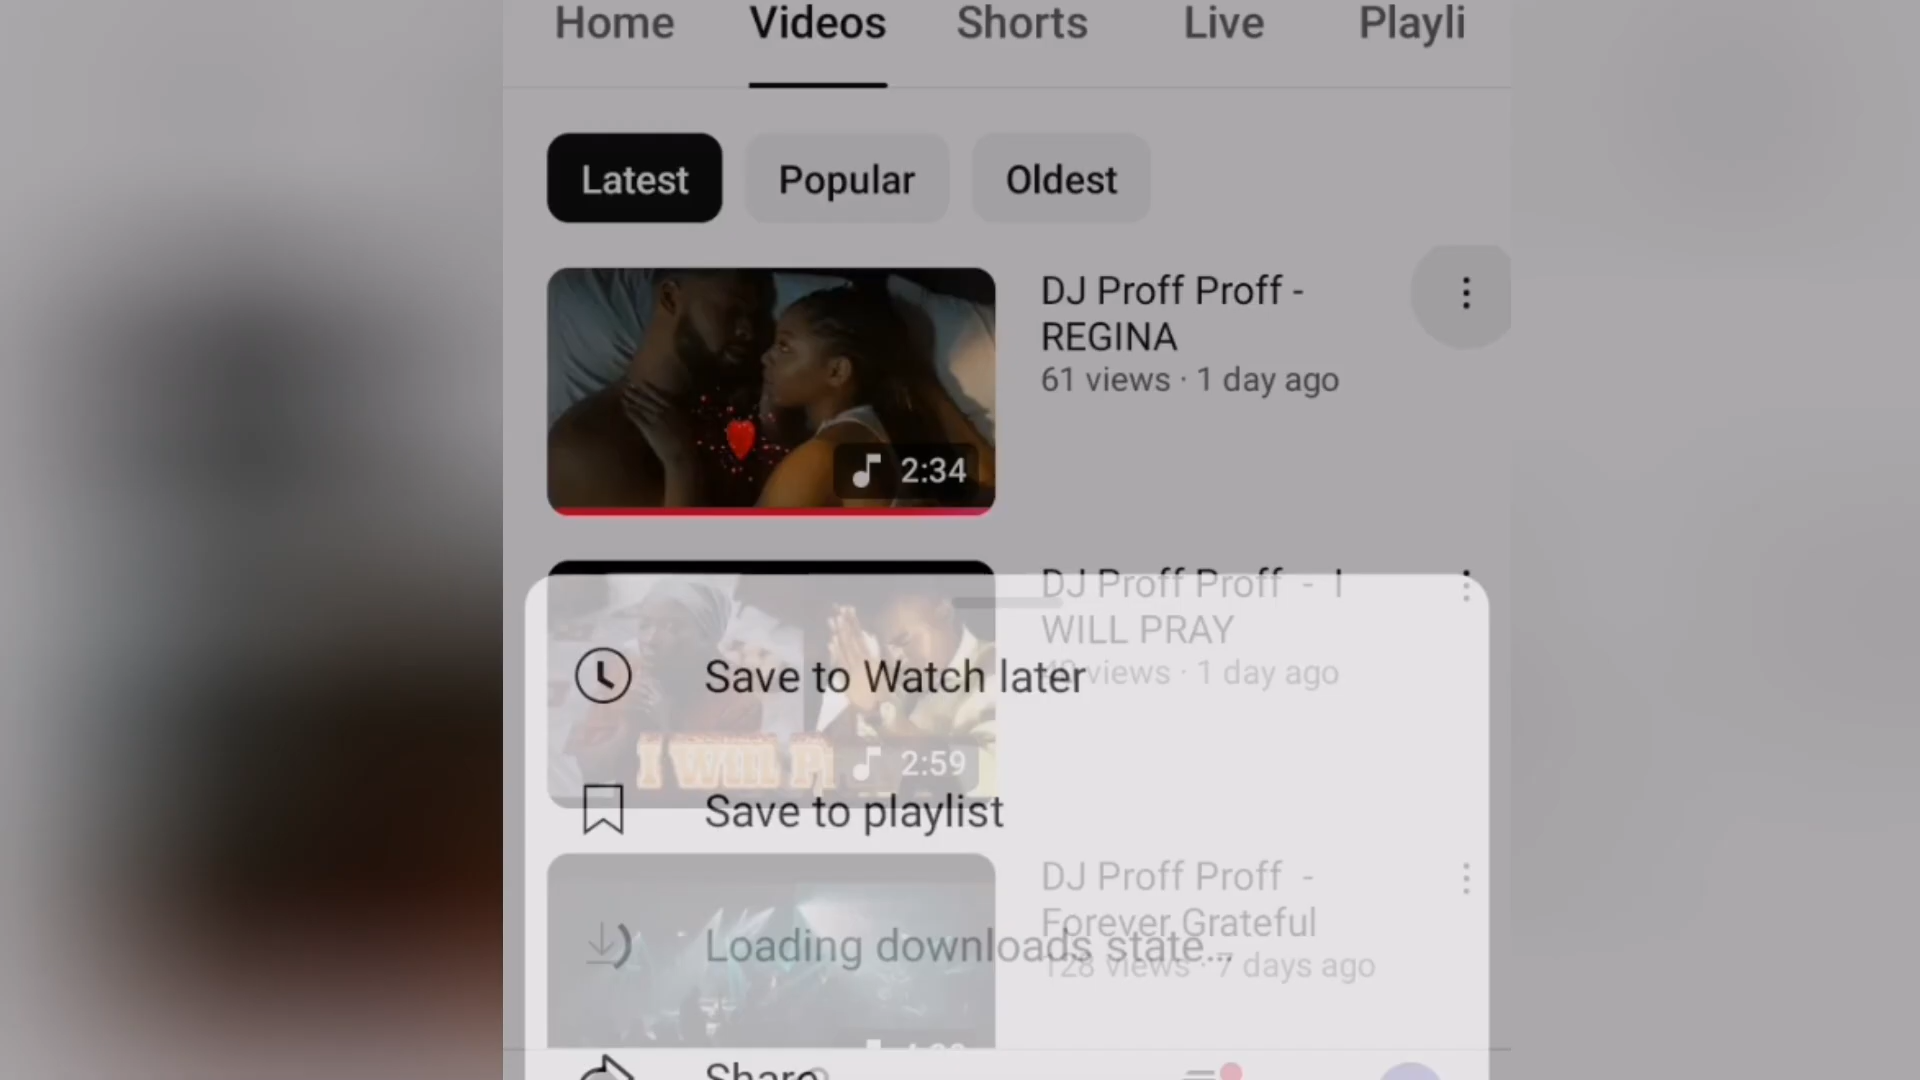 Home Videos Shorts Live Playli
Latest Popular Oldest
DJ Proff Proff -
REGINA
61 views · 1 day ago
2:34
DJ Proff Proff - I
WILL PRAY
views · 1 day ago
I Will P
2:59
Save to Watch later
Save to playlist
DJ Proff Proff -
Forever Grateful
128 views · 7 days ago
Loading downloads state...
Share